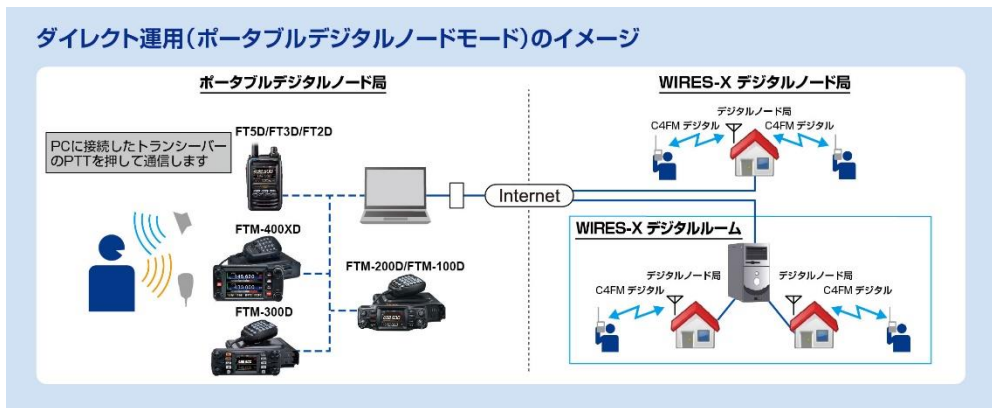 ダイレクト運用(ポータブルデジタルノードモード)のイメージ
ポータブルデジタルノード局
PCに接続したトランシーバー
のPTTを押して通信します
FT5D/FT3D/FT2D
FTM-400XD
FTM-200D/FTM-100D
FTM-300D
Internet
WIRES-X デジタルノード局
デジタルノード局
C4FM デジタル
C4FM デジタル
WIRES-X デジタルルーム
デジタルノード局
C4FM デジタル
デジタルノード局
C4FM デジタル